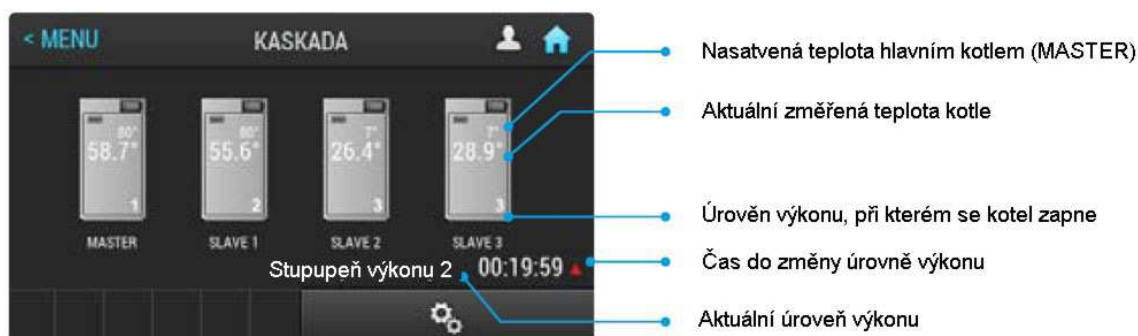 < MENU KASKADA
Nasatvená teplota hlavním kotlem (MASTER)
Aktuální změřená teplota kotle
80° 80° 7° 7°
58.7° 55.6° 26.4° 28.9°
1 2 3 3
Úrověn výkonu, při kterém se kotel zapne
MASTER SLAVE 1 SLAVE 2 SLAVE 3
Stupupeň výkonu 2 00:19:59
Čas do změny úrovně výkonu
Aktuální úroveň výkonu